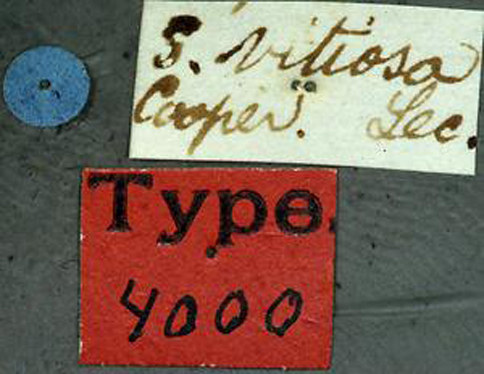 S. vitiosa
Cooper. Lec.
Type.
4000